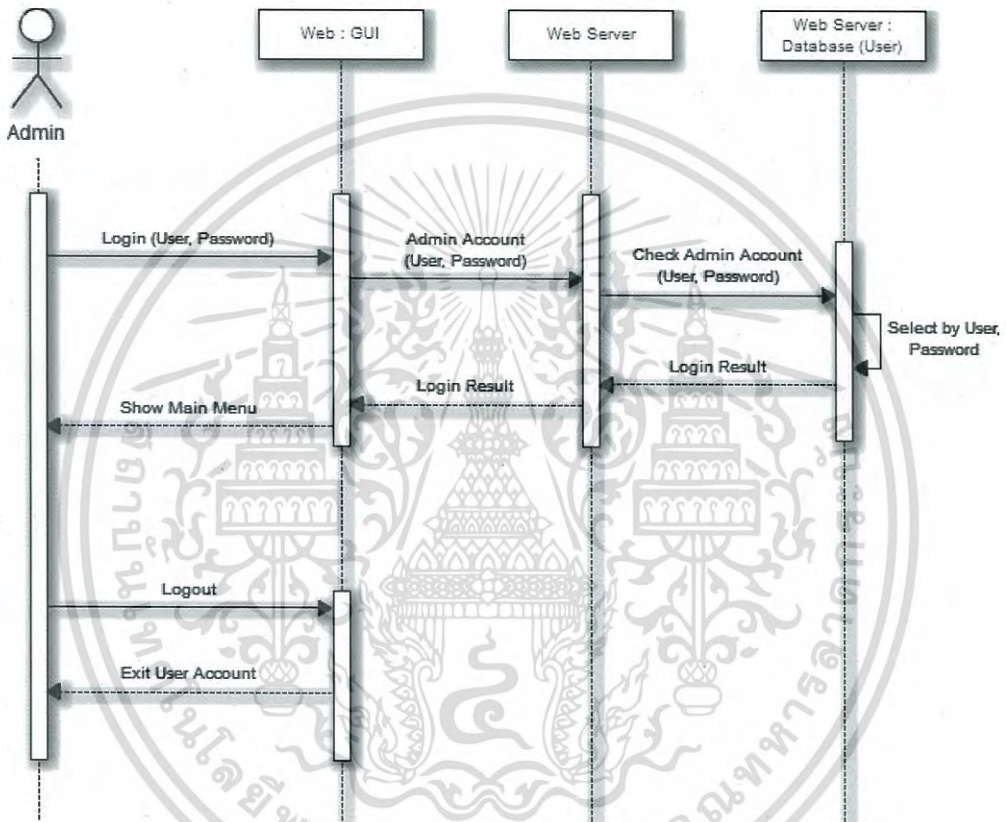 Web : GUI
Web Server
Web Server :
Database (User)
Admin
Login (User, Password)
Admin Account
(User, Password)
Check Admin Account
(User, Password)
Select by User,
Password
Login Result
Login Result
Show Main Menu
Logout
Exit User Account